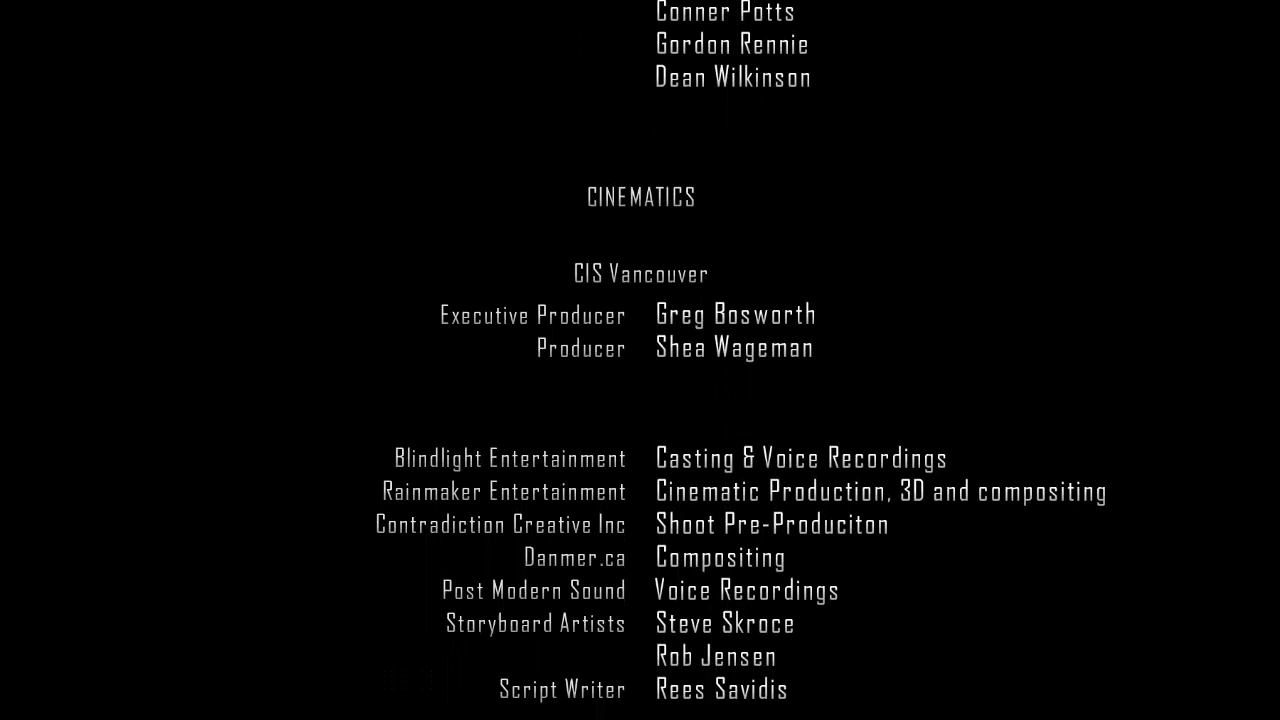 Conner Potts
Gordon Rennie
Dean Wilkinson
CINEMATICS
CIS Vancouver
Executive Producer Greg Bosworth
Producer Shea Wageman
Blindlight Entertainment Casting & Voice Recordings
Rainmaker Entertainment Cinematic Production, 3D and compositing
Contradiction Creative Inc Shoot Pre-Produciton
Danmer.ca Compositing
Post Modern Sound Voice Recordings
Storyboard Artists Steve Skroce
Rob Jensen
Script Writer Rees Savidis